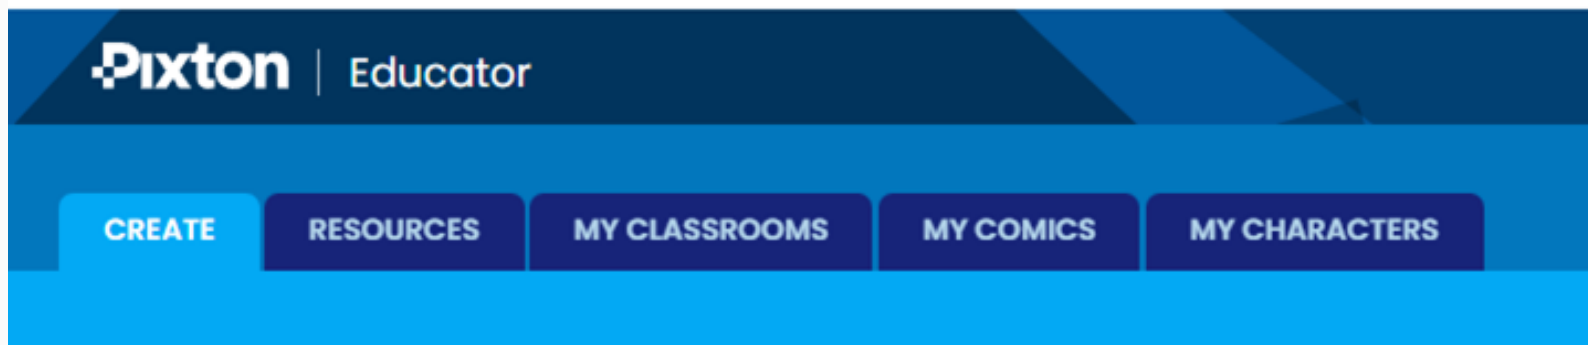 Pixton | Educator
CREATE RESOURCES MY CLASSROOMS MY COMICS MY CHARACTERS